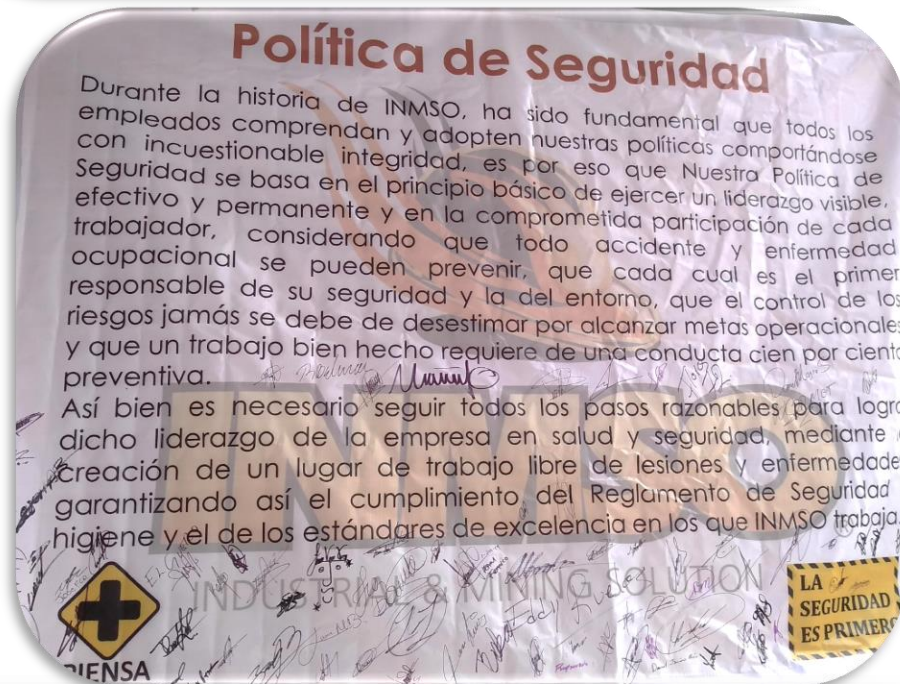 Política de Seguridad
Durante la historia de INMSO, ha sido fundamental que todos los
empleados comprendan y adopten nuestras políticas comportándose
con incuestionable integridad, es por eso que Nuestra Política de
Seguridad se basa en el principio básico de ejercer un liderazgo visible,
efectivo y permanente y en la comprometida participación de cada
trabajador, considerando que todo accidente y enfermedad
ocupacional se pueden prevenir, que cada cual es el primer
responsable de su seguridad y la del entorno, que el control de los
riesgos jamás se debe de desestimar por alcanzar metas operacionales
y que un trabajo bien hecho requiere de una conducta cien por ciento
preventiva.
Así bien es necesario seguir todos los pasos razonables para logra
dicho liderazgo de la empresa en salud y seguridad, mediante
creación de un lugar de trabajo libre de lesiones y enfermedade
garantizando así el cumplimiento del Reglamento de Seguridad
higiene y el de los estándares de excelencia en los que INMSO trabaja.
INMSO
INDUSTRIAL & MINING SOLUTION
PIENSA
LA
SEGURIDAD
ES PRIMERO